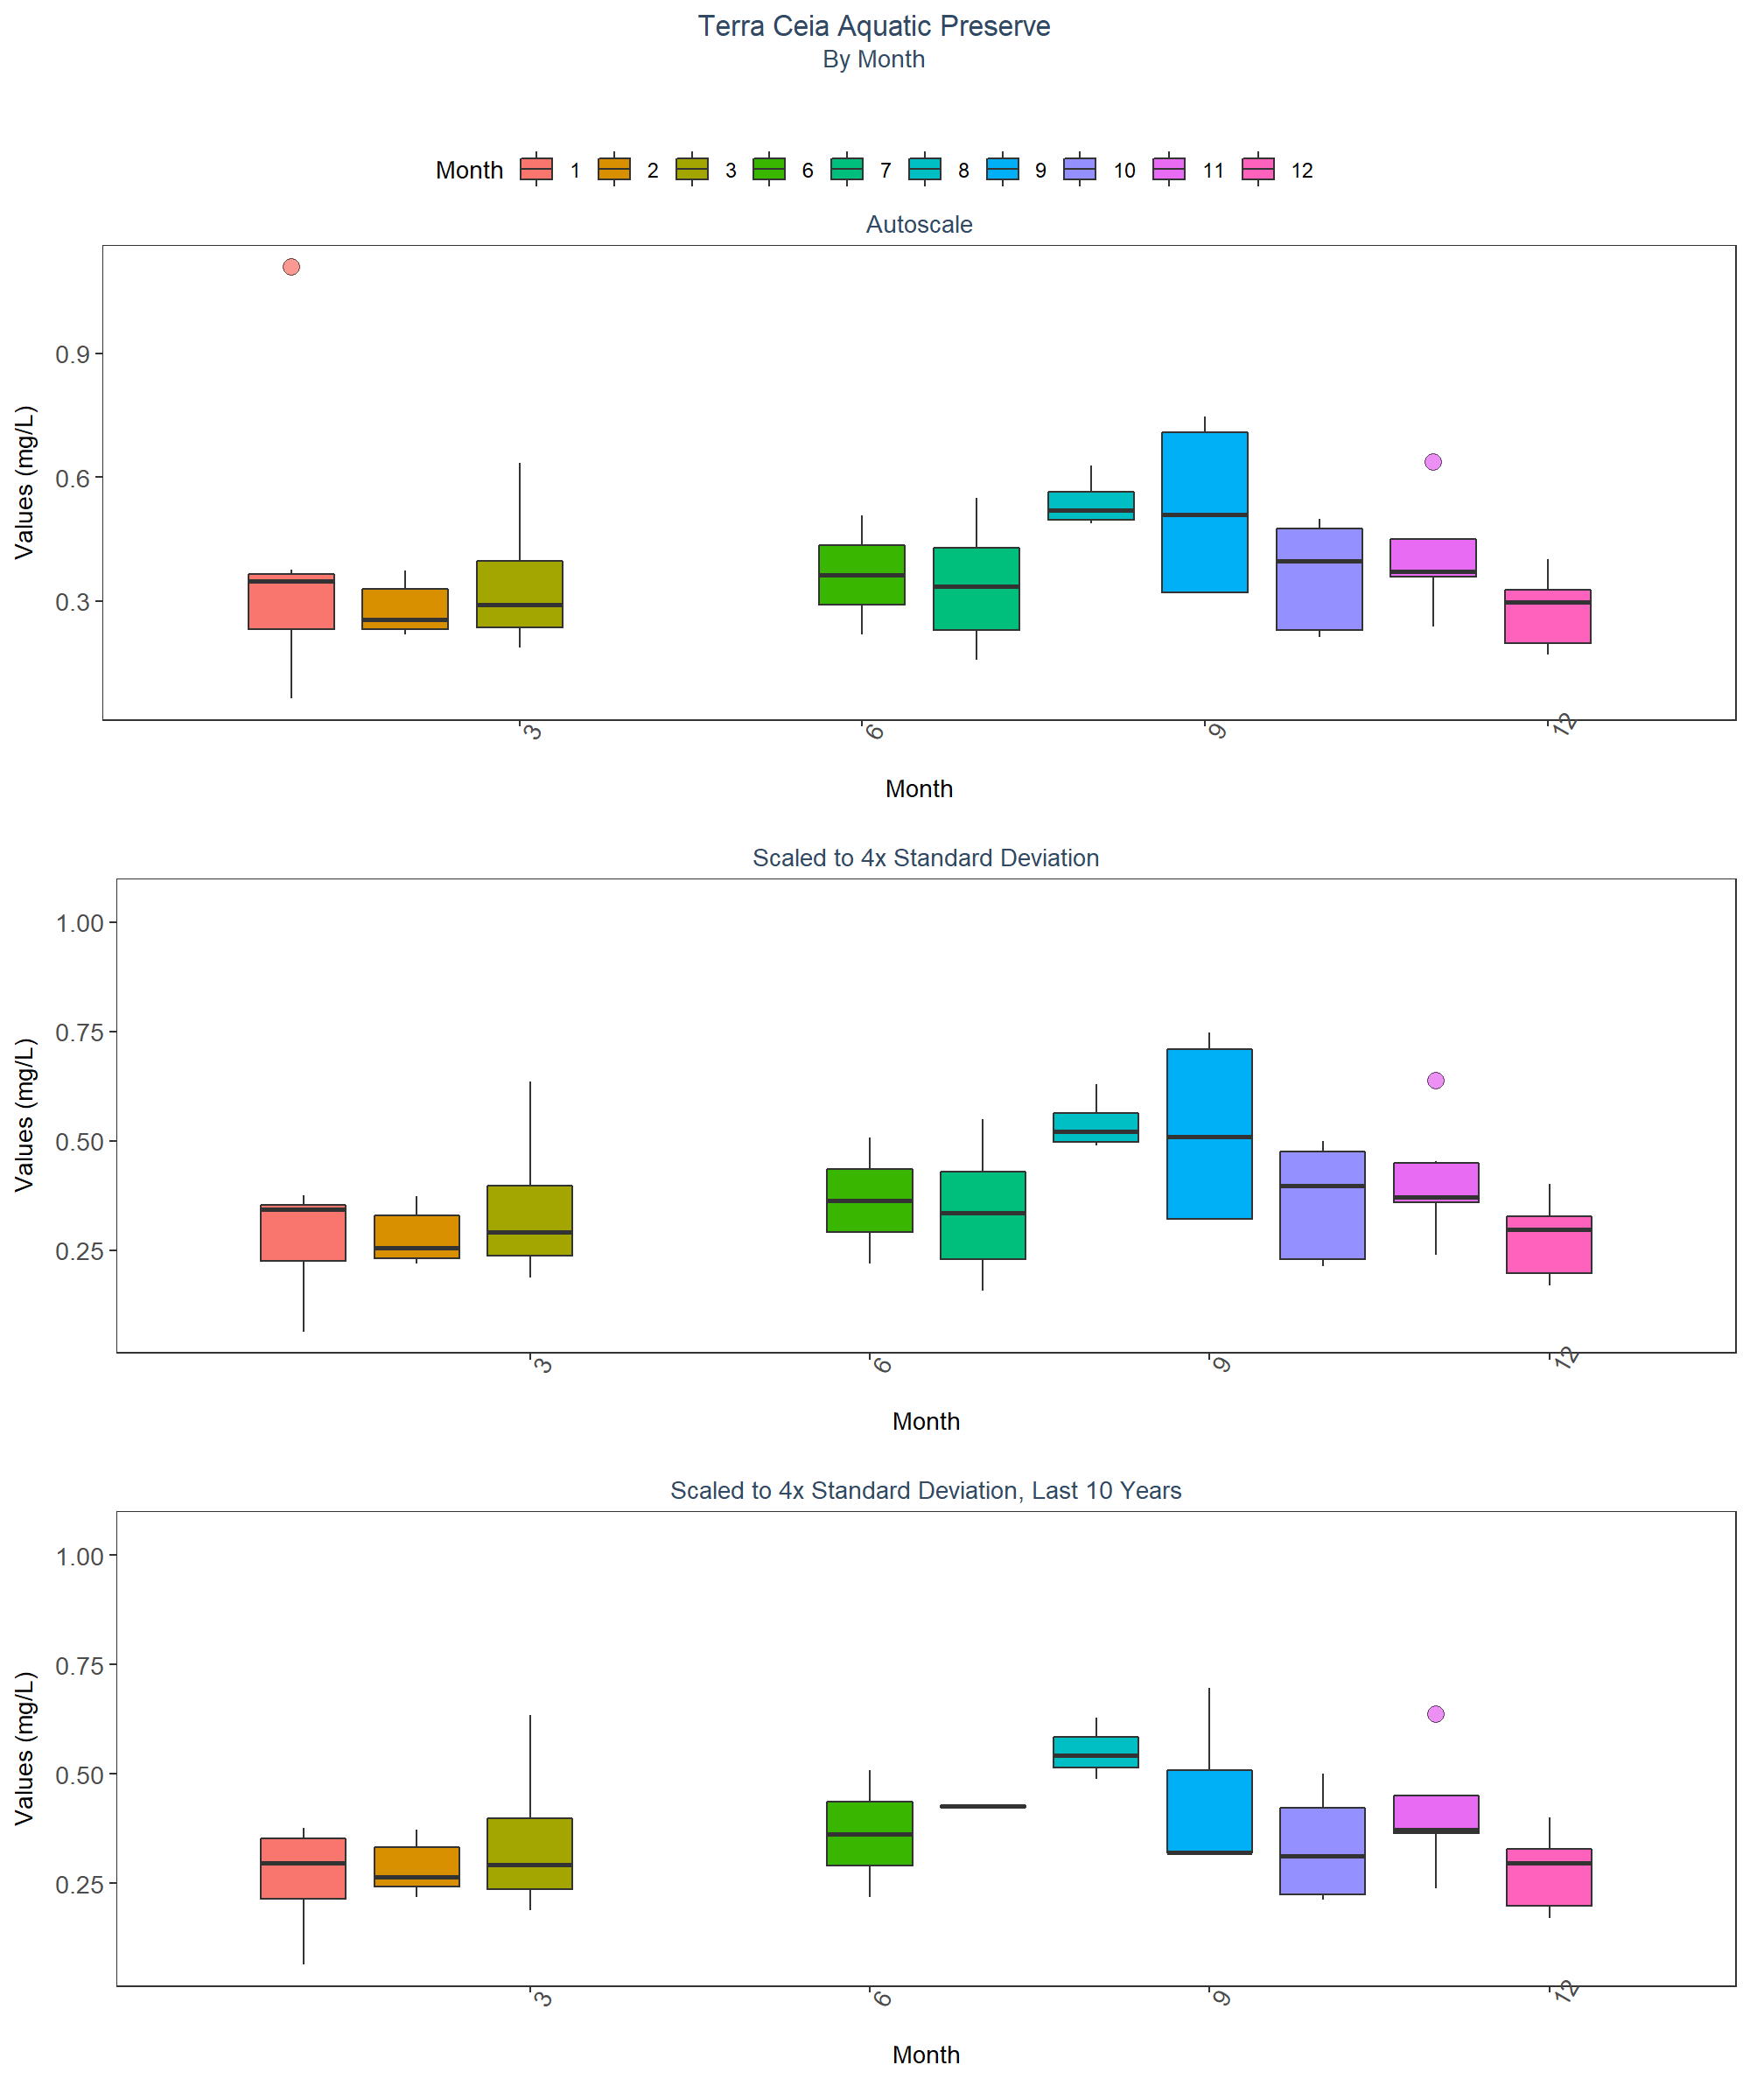 Terra Ceia Aquatic Preserve
By Month
Month 1 2 3 6 7 8 9 10 11 12
Autoscale
Values (mg/L)
0.9
0.6
0.3
3 6 9 12
Month
Scaled to 4x Standard Deviation
Values (mg/L)
1.00
0.75
0.50
0.25
3 6 9 12
Month
Scaled to 4x Standard Deviation, Last 10 Years
Values (mg/L)
1.00
0.75
0.50
0.25
3 6 9 12
Month